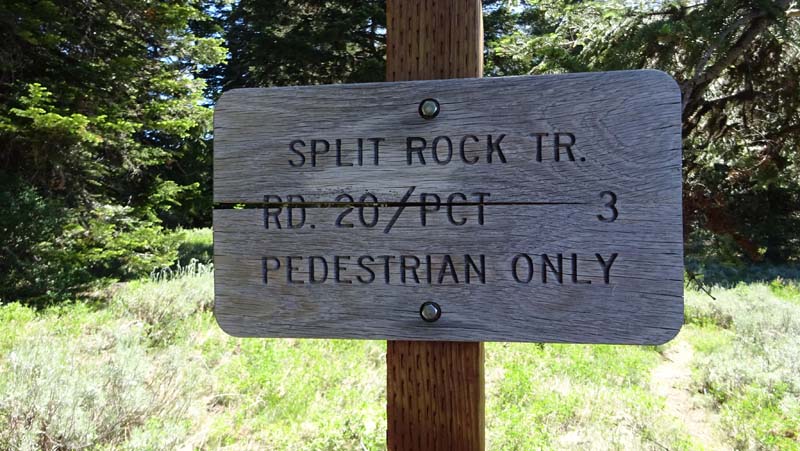 SPLIT ROCK TR.
RD. 20/PCT 3
PEDESTRIAN ONLY